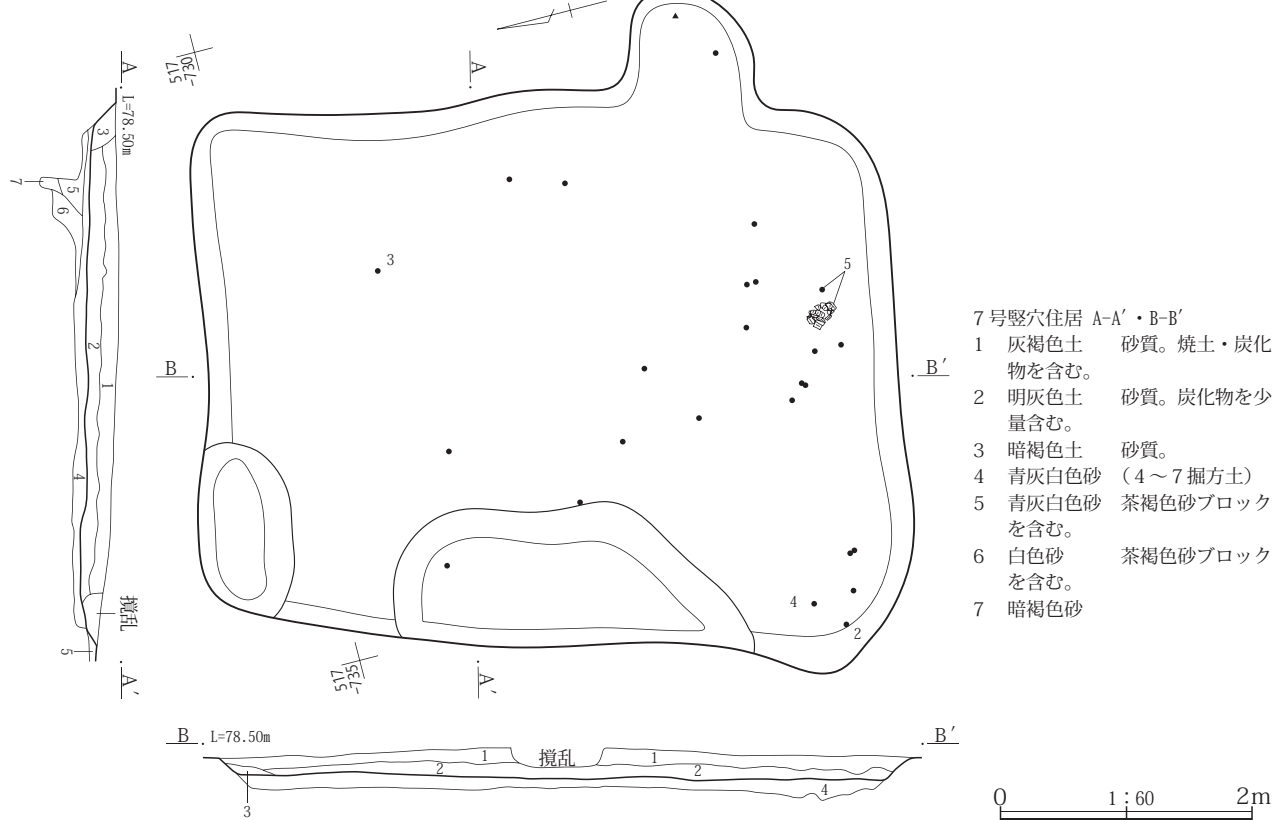 A
L=78.50m
3
7
5
6
2
1
4
撹乱
5
A′
517
-730
A
3
5
B
B′
4
2
517
-735
A′
7号竪穴住居 A-A′・B-B′
1 灰褐色土 砂質。焼土・炭化
物を含む。
2 明灰色土 砂質。炭化物を少
量含む。
3 暗褐色土 砂質。
4 青灰白色砂 (4~7掘方土)
5 青灰白色砂 茶褐色砂ブロック
を含む。
6 白色砂 茶褐色砂ブロック
を含む。
7 暗褐色砂
B L=78.50m B′
1 撹乱 1
2 2
3 4
0 1:60 2m